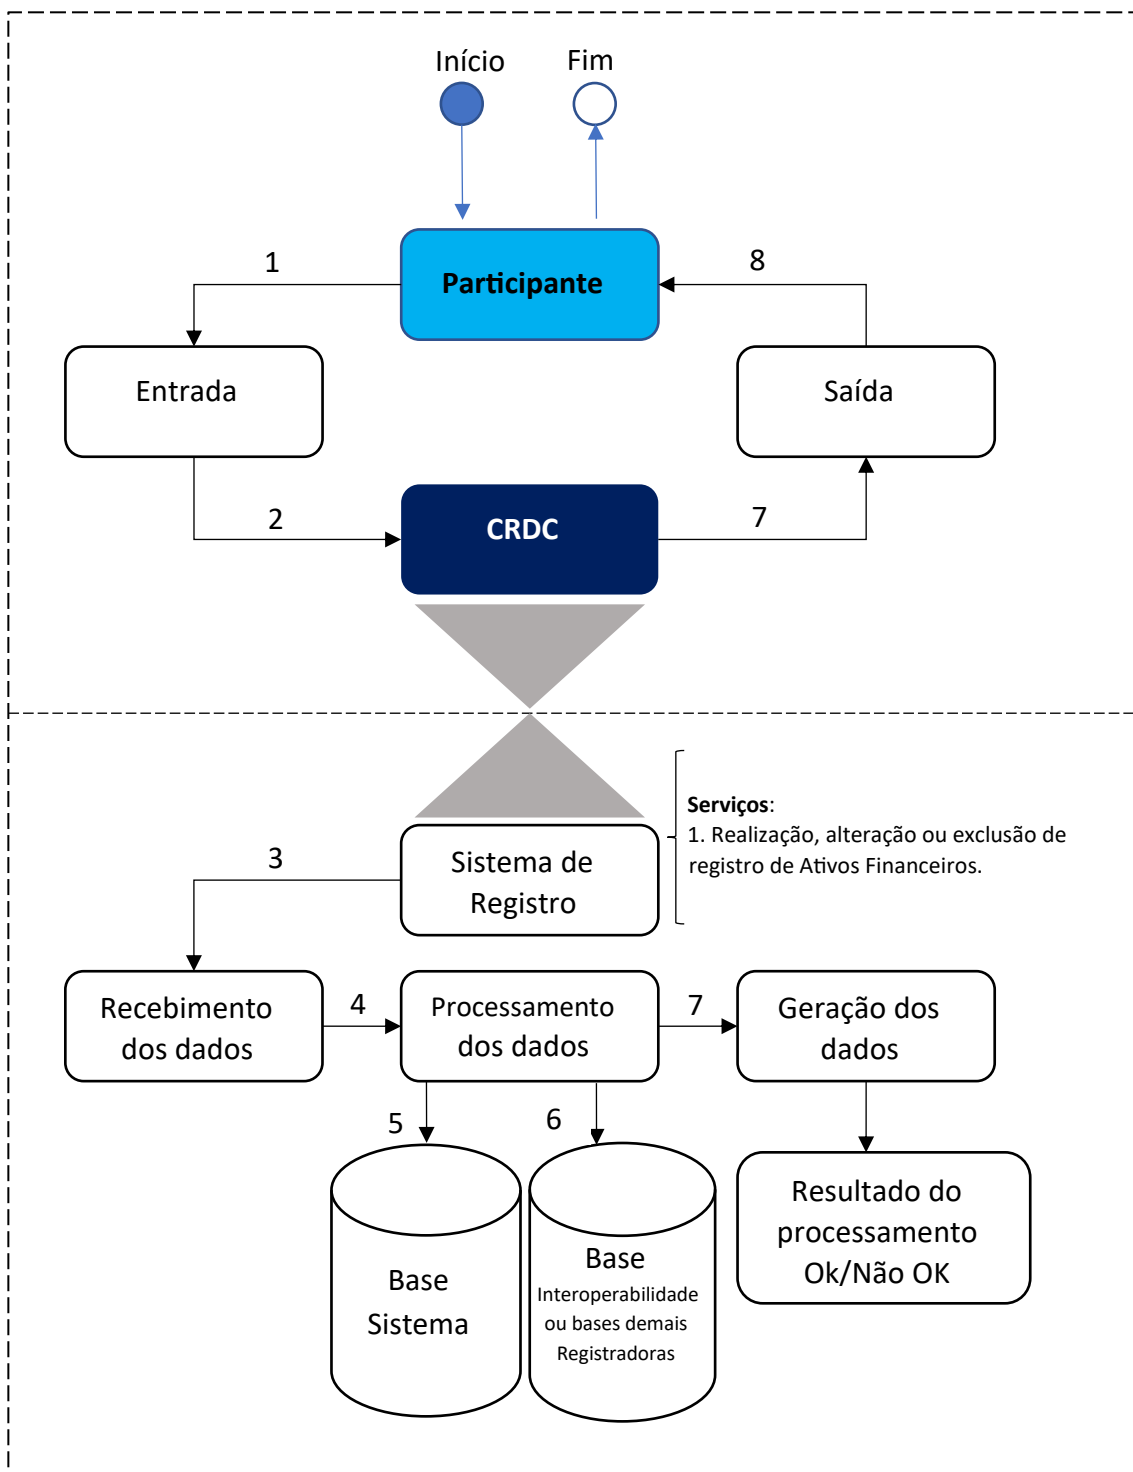 Início
Fim
1
Participante
8
Entrada
Saída
2
CRDC
7
Serviços:
1. Realização, alteração ou exclusão de
registro de Ativos Financeiros.
3
Sistema de
Registro
Recebimento
dos dados
4
Processamento
dos dados
7
Geração dos
dados
5
6
Base
Sistema
Base
Interoperabilidade
ou bases demais
Registradoras
Resultado do
processamento
Ok/Não OK